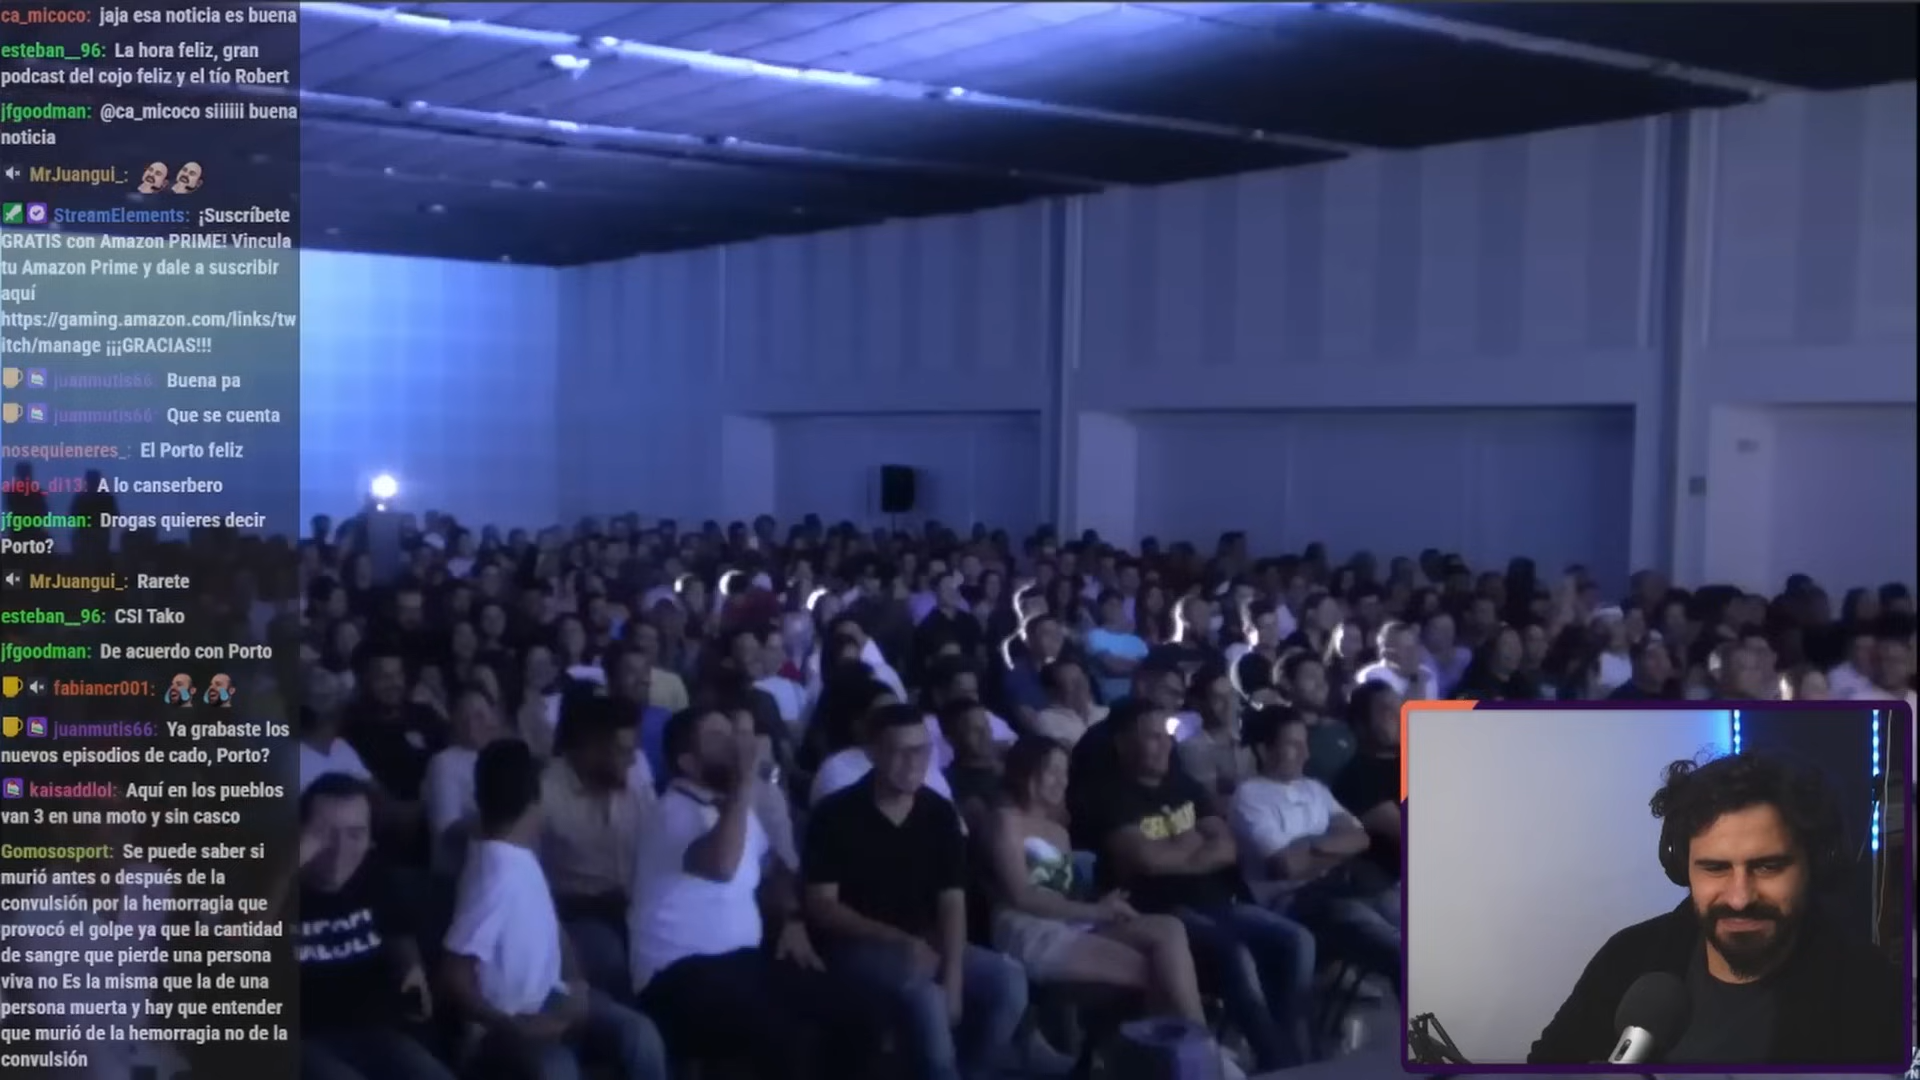 ca_micoco: jaja esa noticia es buena
esteban__96: La hora feliz, gran
podcast del cojo feliz y el tío Robert
jfgoodman: @ca_micoco siiiiii buena
noticia
MrJuangui_:
StreamElements: ¡Suscríbete
GRATIS con Amazon PRIME! Vincula
tu Amazon Prime y dale a suscribir
aquí
https://gaming.amazon.com/links/tw
itch/manage ¡¡¡GRACIAS!!!
juanmutis66: Buena pa
juanmutis66: Que se cuenta
nosequieneres_: El Porto feliz
alejo_di13: A lo canserbero
jfgoodman: Drogas quieres decir
Porto?
MrJuangui_: Rarete
esteban__96: CSI Tako
jfgoodman: De acuerdo con Porto
fabiancr001:
juanmutis66: Ya grabaste los
nuevos episodios de cado, Porto?
kaisaddlol: Aquí en los pueblos
van 3 en una moto y sin casco
Gomososport: Se puede saber si
murió antes o después de la
convulsión por la hemorragia que
provocó el golpe ya que la cantidad
de sangre que pierde una persona
viva no Es la misma que la de una
persona muerta y hay que entender
que murió de la hemorragia no de la
convulsión